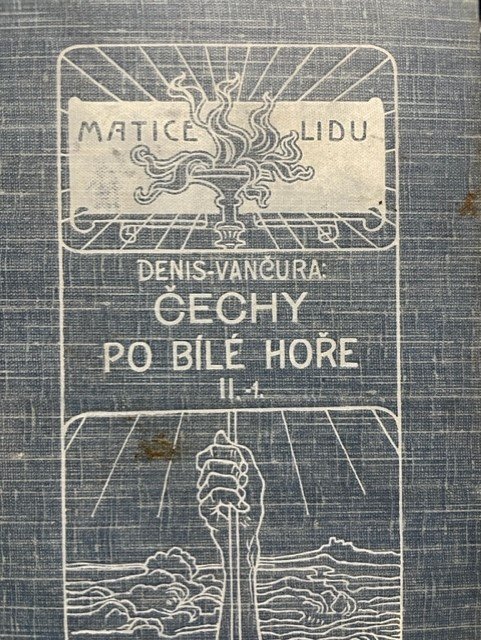 MATICE LIDU
DENIS-VANČURA:
ČECHY
PO BÍLÉ HOŘE
II.-1.